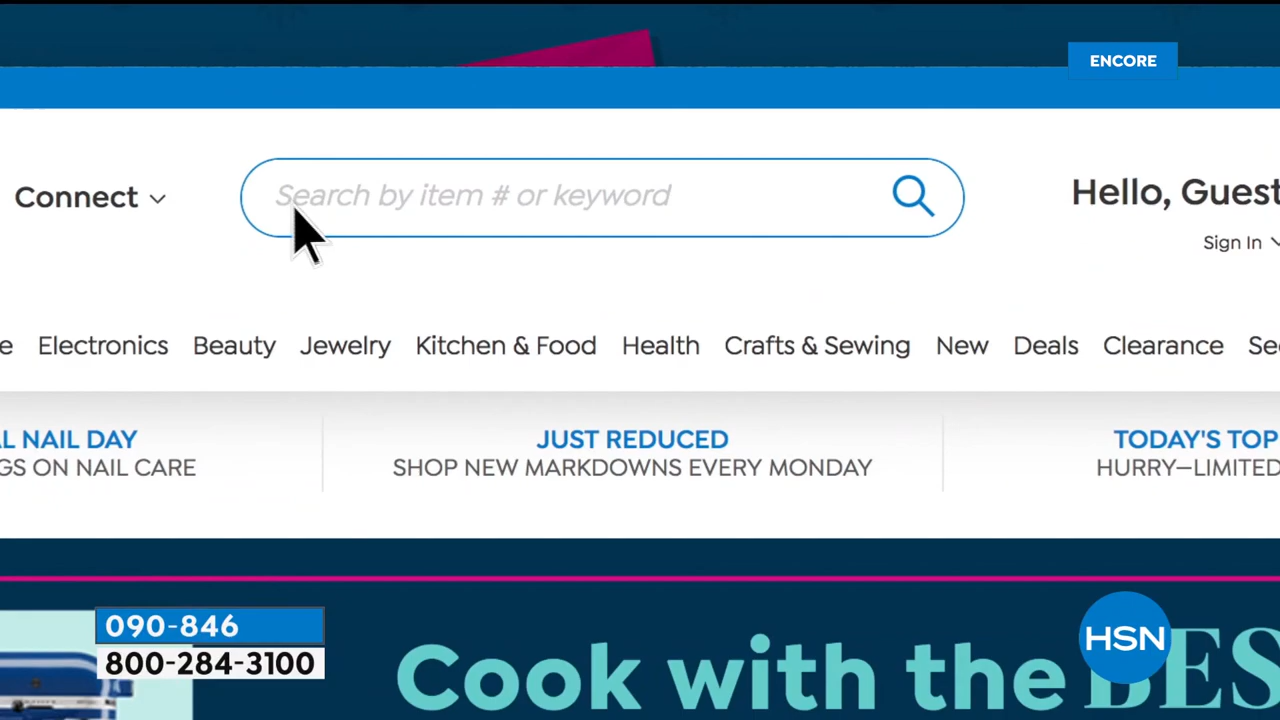 ENCORE
Connect
Search by item # or keyword
Hello, Guest
Sign In
Electronics Beauty Jewelry Kitchen & Food Health Crafts & Sewing New Deals Clearance
NAIL DAY
JUST REDUCED
TODAY'S TOP
ON NAIL CARE
SHOP NEW MARKDOWNS EVERY MONDAY
HURRY—LIMITED
090-846
800-284-3100
Cook with the BES
HSN